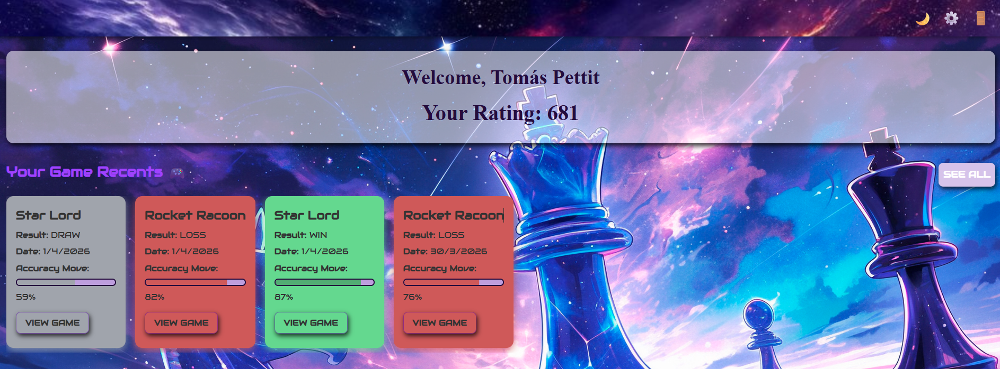 Welcome, Tomás Pettit
Your Rating: 681
Your Game Recents
SEE ALL
Star Lord
Result: DRAW
Date: 1/4/2026
Accuracy Move:
59%
VIEW GAME
Rocket Racoon
Result: LOSS
Date: 1/4/2026
Accuracy Move:
82%
VIEW GAME
Star Lord
Result: WIN
Date: 1/4/2026
Accuracy Move:
87%
VIEW GAME
Rocket Racoon
Result: LOSS
Date: 30/3/2026
Accuracy Move:
76%
VIEW GAME